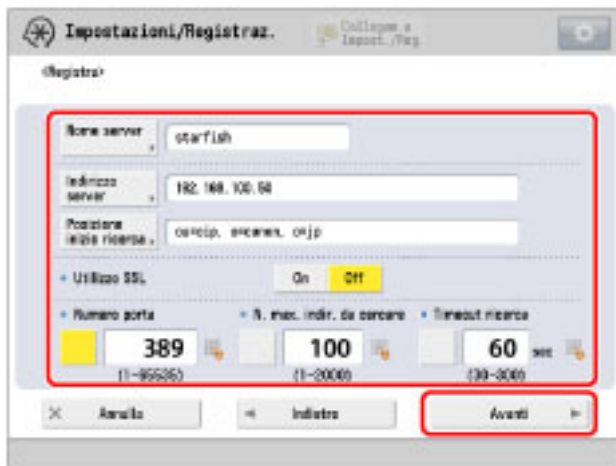 Impostazioni/Registraz.
Collegam.a
Impost./Reg.
<Registra>
Nome server
starfish
Indirizzo
server
192.168.100.50
Posizione
inizio ricerca
ou=cip, o=canon, c=jp
Utilizzo SSL
On
Off
Numero porta
N. max. indir. da cercare
Timeout ricerca
389
100
60 sec
(1-65535)
(1-2000)
(30-300)
Annulla
Indietro
Avanti